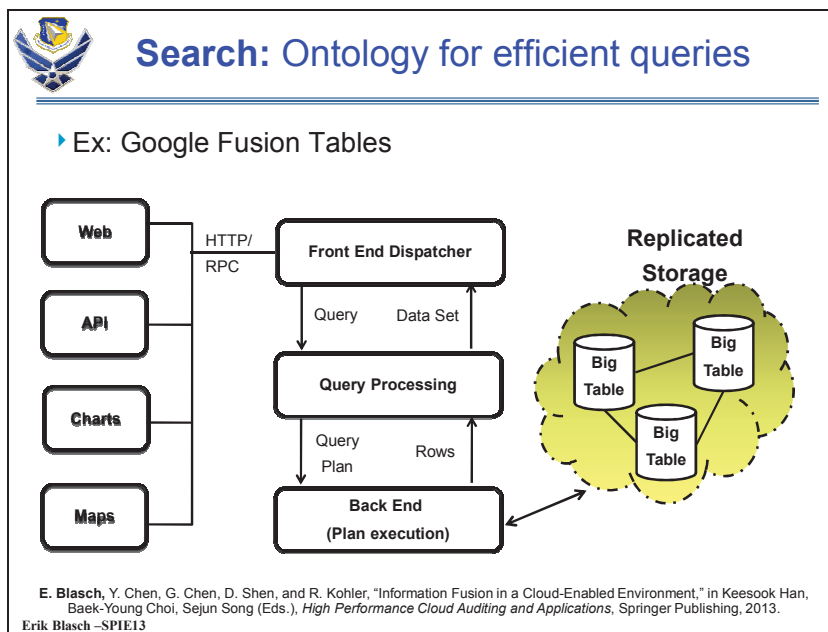 Search: Ontology for efficient queries
Ex: Google Fusion Tables
Web
API
Charts
Maps
HTTP/
RPC
Front End Dispatcher
Query
Data Set
Query Processing
Query
Plan
Rows
Back End
(Plan execution)
Replicated
Storage
Big
Table
Big
Table
Big
Table
E. Blasch, Y. Chen, G. Chen, D. Shen, and R. Kohler, “Information Fusion in a Cloud-Enabled Environment,” in Keesook Han,
Baek-Young Choi, Sejun Song (Eds.), High Performance Cloud Auditing and Applications, Springer Publishing, 2013.
Erik Blasch –SPIE13